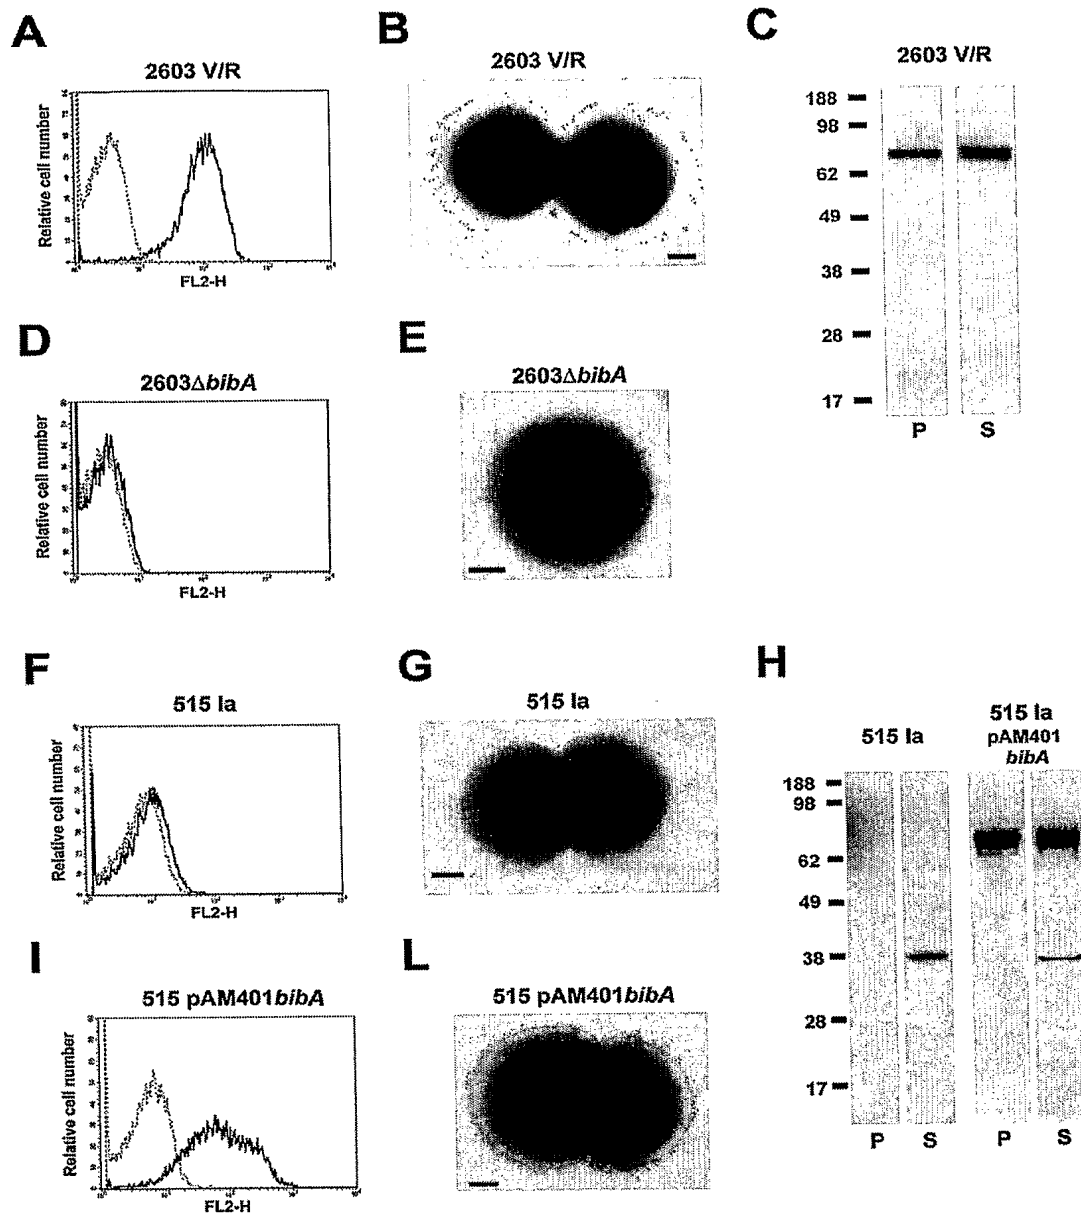 A
2603 V/R
Relative cell number
FL2-H
B
2603 V/R
C
2603 V/R
188
98
62
49
38
28
17
P S
D
2603ΔbibA
Relative cell number
FL2-H
E
2603ΔbibA
F
515 Ia
Relative cell number
FL2-H
G
515 Ia
H
515 Ia
515 Ia
pAM401
bibA
188
98
62
49
38
28
17
P S P S
I
515 pAM401bibA
Relative cell number
FL2-H
L
515 pAM401bibA